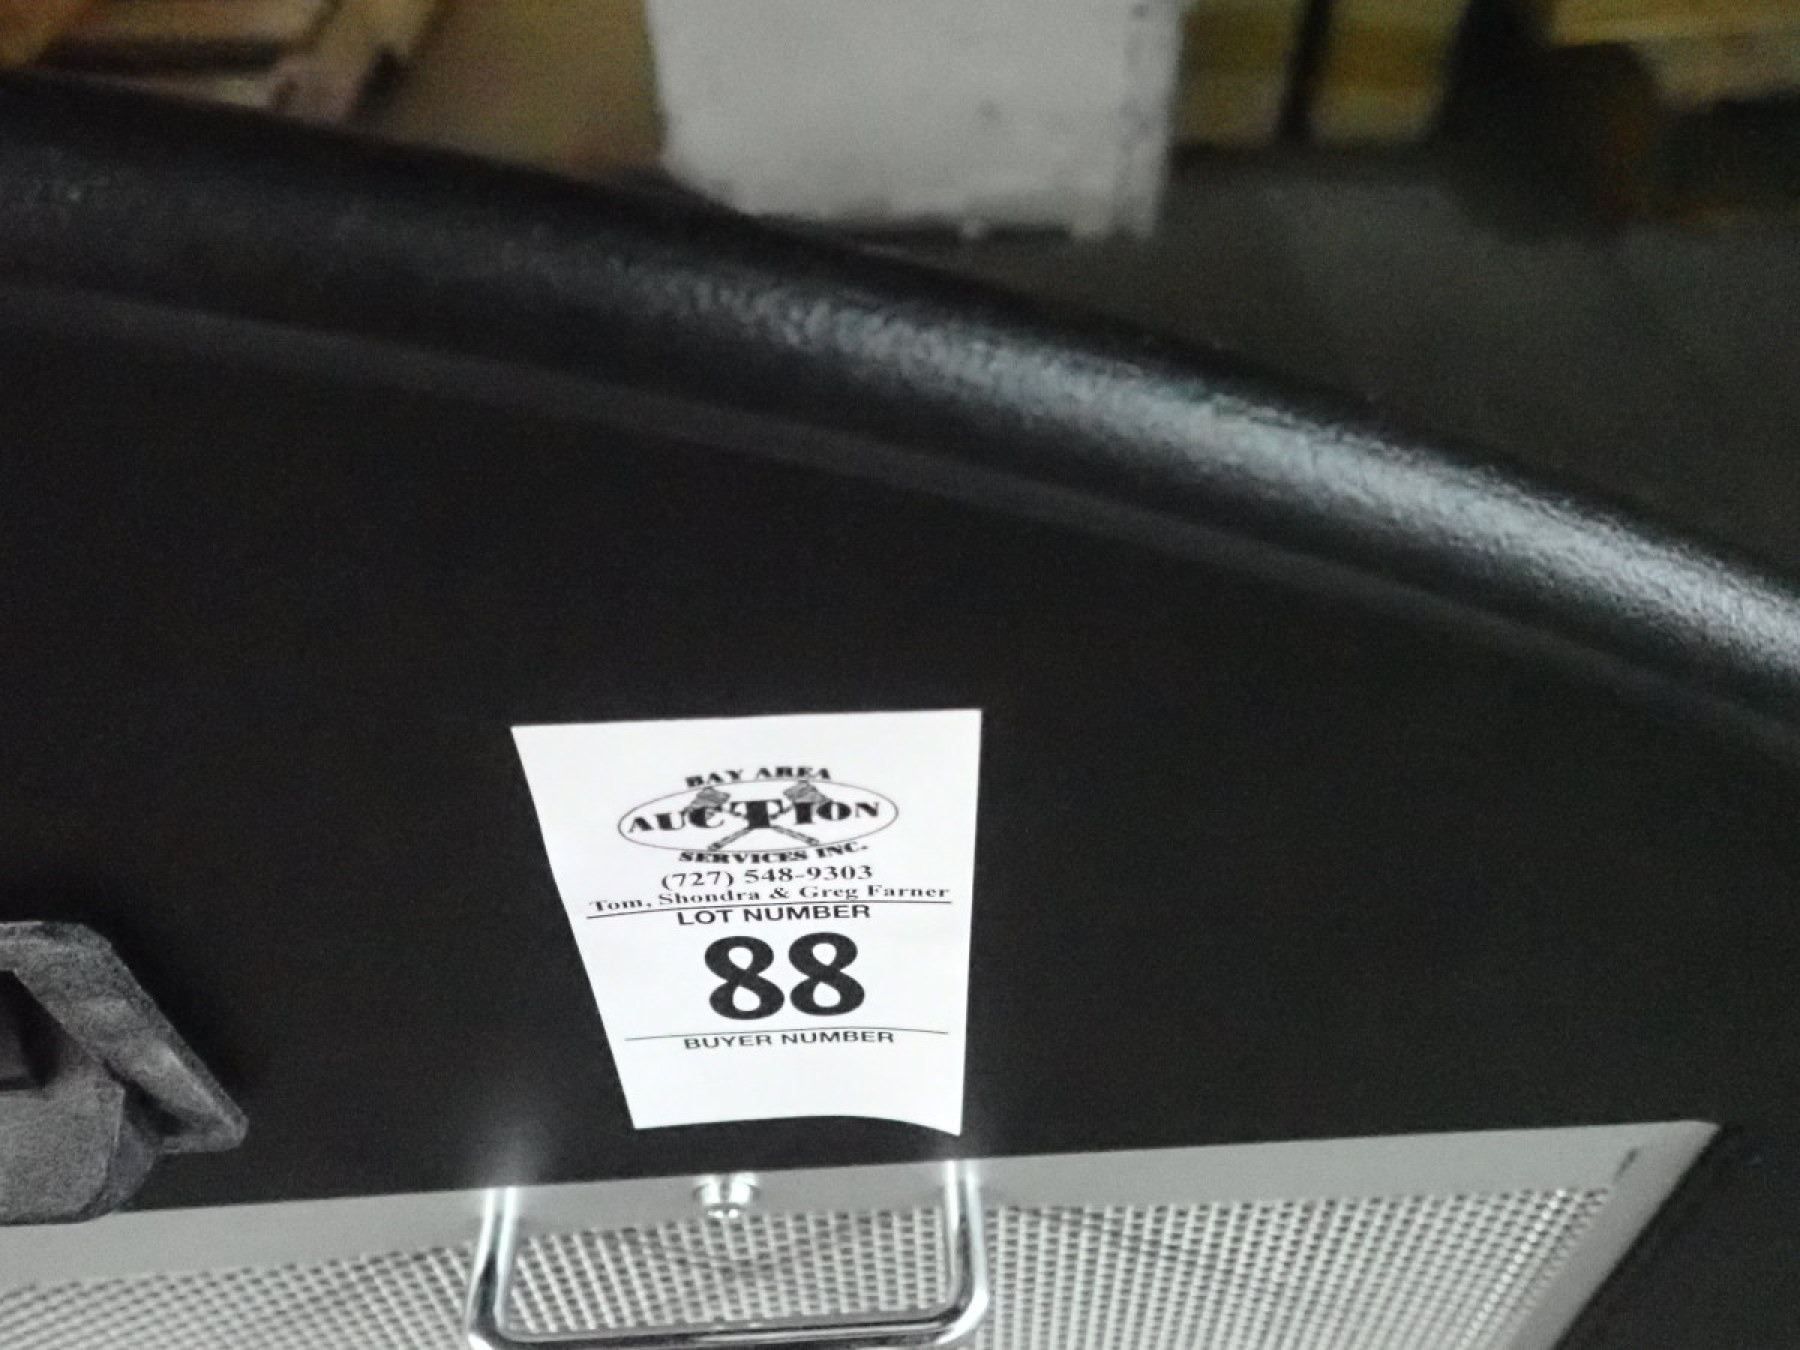 BAY AREA
AUCTION
SERVICES INC.
(727) 548-9303
Tom, Shondra & Greg Farner
LOT NUMBER
88
BUYER NUMBER